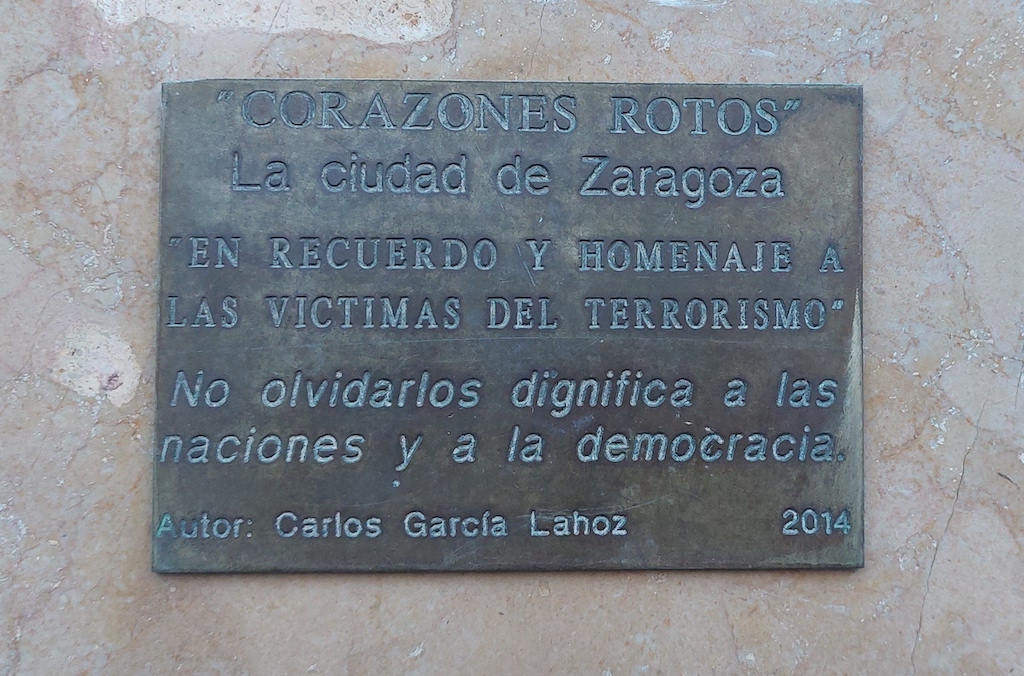 "CORAZONES ROTOS"
La ciudad de Zaragoza
"EN RECUERDO Y HOMENAJE A
LAS VICTIMAS DEL TERRORISMO"
No olvidarlos dignifica a las
naciones y a la democracia.
Autor: Carlos García Lahoz 2014